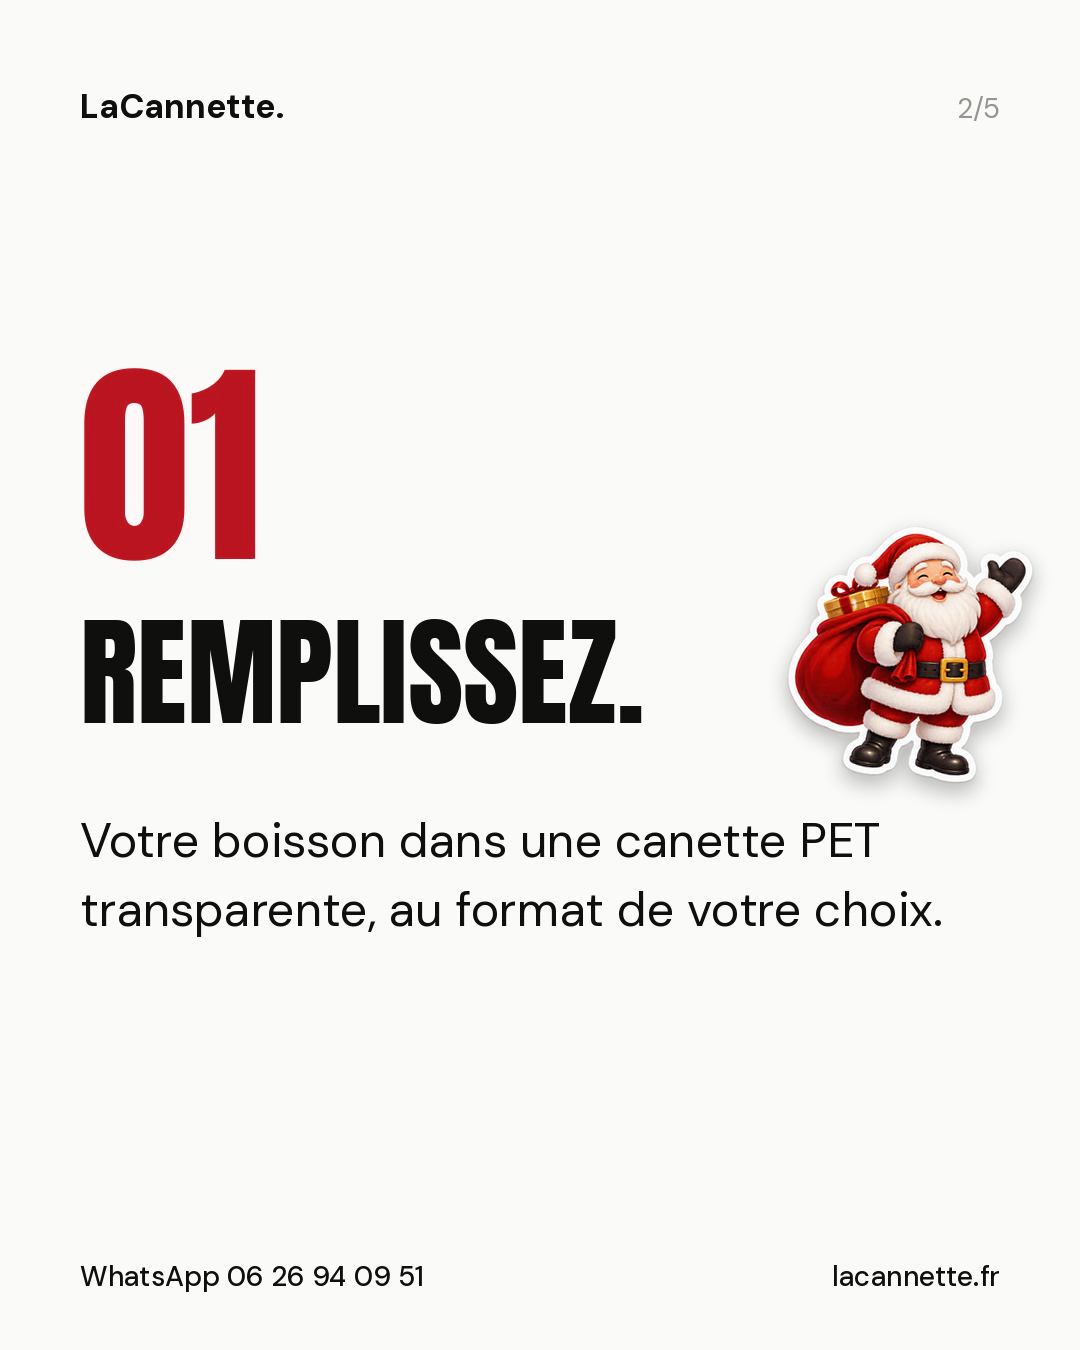 LaCannette.
2/5
01
REMPLISSEZ.
Votre boisson dans une canette PET
transparente, au format de votre choix.
WhatsApp 06 26 94 09 51
lacannette.fr